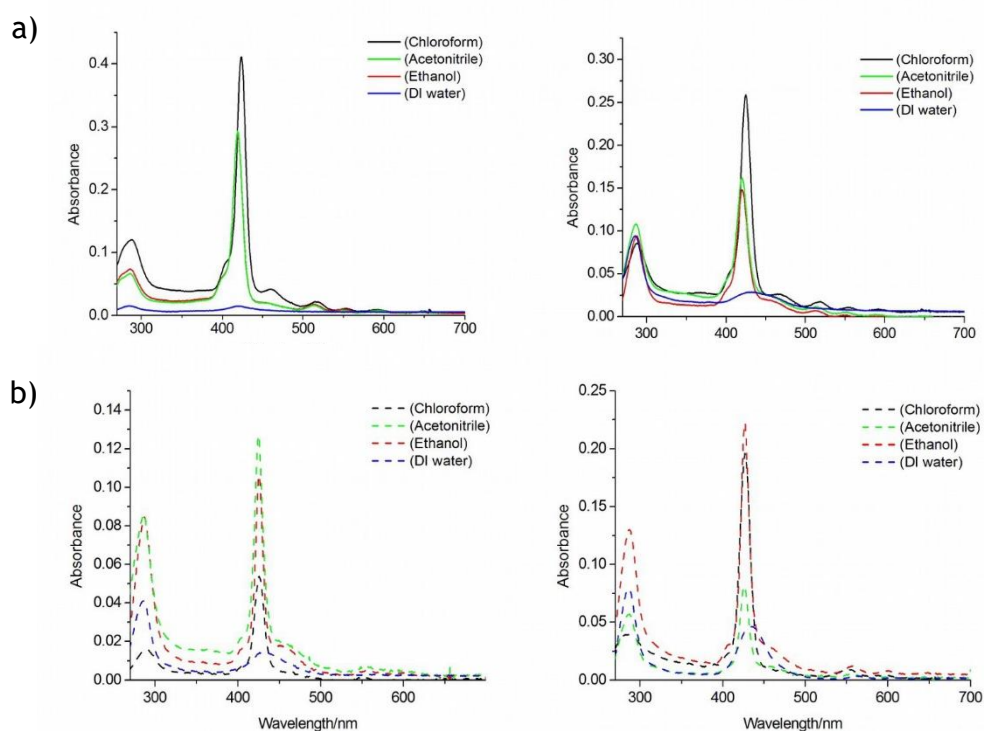 a)
(Chloroform)
(Acetonitrile)
(Ethanol)
(DI water)
Absorbance
0.4
0.3
0.2
0.1
0.0
300 400 500 600 700
(Chloroform)
(Acetonitrile)
(Ethanol)
(DI water)
Absorbance
0.30
0.25
0.20
0.15
0.10
0.05
0.00
300 400 500 600 700
b)
(Chloroform)
(Acetonitrile)
(Ethanol)
(DI water)
Absorbance
0.14
0.12
0.10
0.08
0.06
0.04
0.02
0.00
300 400 500 600
Wavelength/nm
(Chloroform)
(Acetonitrile)
(Ethanol)
(DI water)
Absorbance
0.25
0.20
0.15
0.10
0.05
0.00
300 400 500 600 700
Wavelength/nm